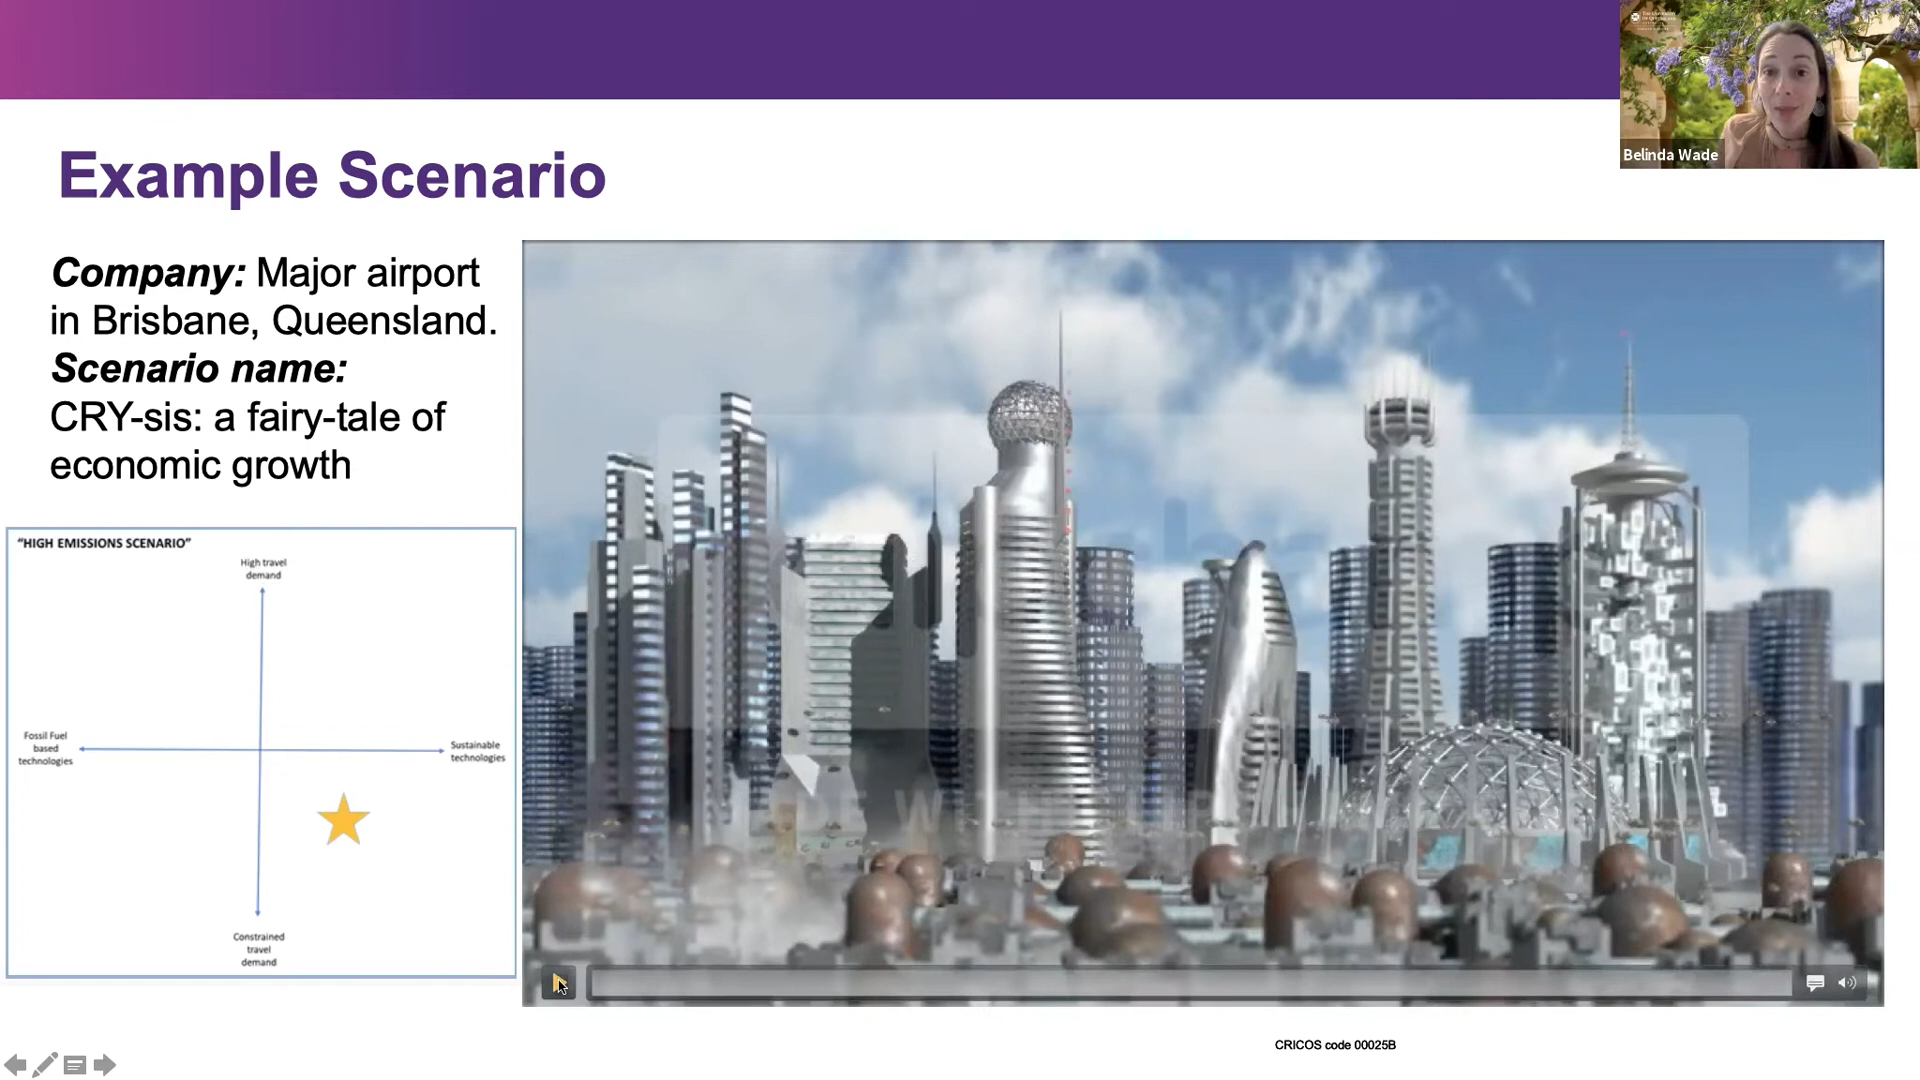 Belinda Wade
Example Scenario
Company: Major airport
in Brisbane, Queensland.
Scenario name:
CRY-sis: a fairy-tale of
economic growth
“HIGH EMISSIONS SCENARIO”
High travel
demand
Fossil Fuel
based
technologies
Sustainable
technologies
Constrained
travel
demand
CRICOS code 00025B